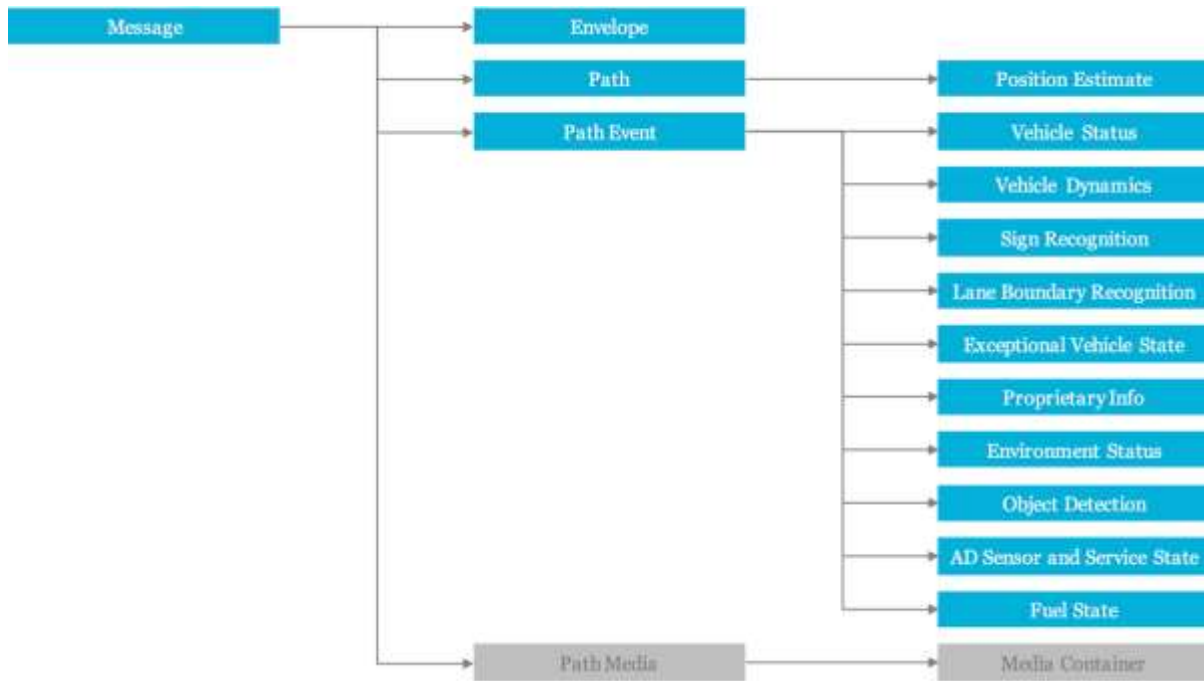 Message
Envelope
Path
Position Estimate
Path Event
Vehicle Status
Vehicle Dynamics
Sign Recognition
Lane Boundary Recognition
Exceptional Vehicle State
Proprietary Info
Environment Status
Object Detection
AD Sensor and Service State
Fuel State
Path Media
Media Container